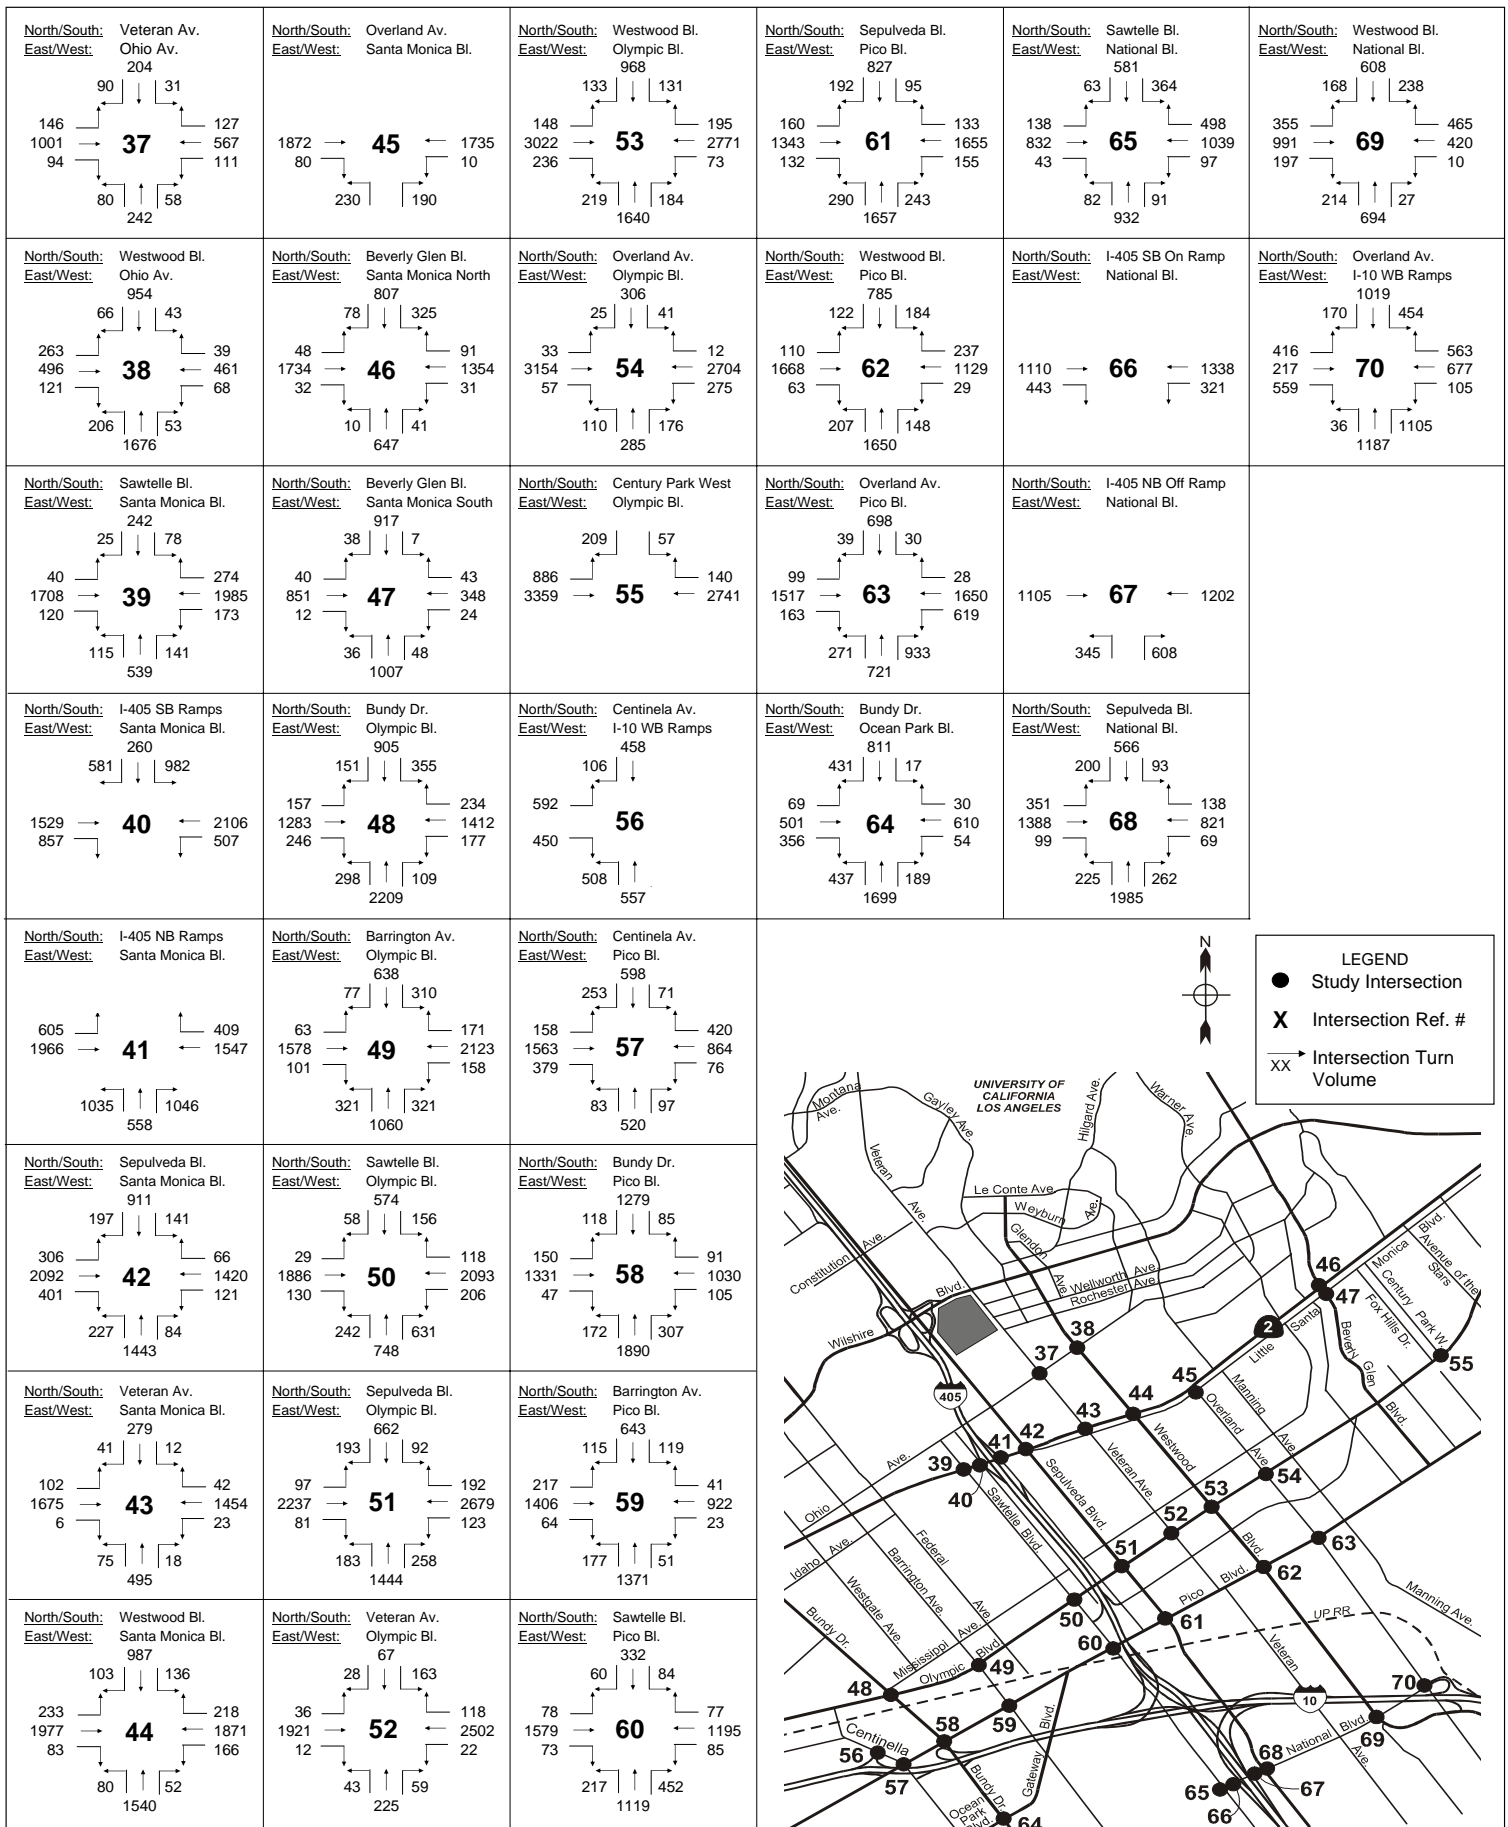 North/South: Veteran Av.
East/West: Ohio Av.
204
90 31
146 127
1001 37 567
94 111
80 58
242
North/South: Overland Av.
East/West: Santa Monica Bl.
1872 45 1735
80 10
230 190
North/South: Westwood Bl.
East/West: Olympic Bl.
968
133 131
148 195
3022 53 2771
236 73
219 184
1640
North/South: Sepulveda Bl.
East/West: Pico Bl.
827
192 95
160 133
1343 61 1655
132 155
290 243
1657
North/South: Sawtelle Bl.
East/West: National Bl.
581
63 364
138 498
832 65 1039
43 97
82 91
932
North/South: Westwood Bl.
East/West: National Bl.
608
168 238
355 465
991 69 420
197 10
214 27
694
North/South: Westwood Bl.
East/West: Ohio Av.
954
66 43
263 39
496 38 461
121 68
206 53
1676
North/South: Beverly Glen Bl.
East/West: Santa Monica North
807
78 325
48 91
1734 46 1354
32 31
10 41
647
North/South: Overland Av.
East/West: Olympic Bl.
306
25 41
33 12
3154 54 2704
57 275
110 176
285
North/South: Westwood Bl.
East/West: Pico Bl.
785
122 184
110 237
1668 62 1129
63 29
207 148
1650
North/South: I-405 SB On Ramp
East/West: National Bl.
1110 66 1338
443 321
North/South: Overland Av.
East/West: I-10 WB Ramps
1019
170 454
416 563
217 70 677
559 105
36 1105
1187
North/South: Sawtelle Bl.
East/West: Santa Monica Bl.
242
25 78
40 274
1708 39 1985
120 173
115 141
539
North/South: Beverly Glen Bl.
East/West: Santa Monica South
917
38 7
40 43
851 47 348
12 24
36 48
1007
North/South: Century Park West
East/West: Olympic Bl.
209 57
886 140
3359 55 2741
North/South: Overland Av.
East/West: Pico Bl.
698
39 30
99 28
1517 63 1650
163 619
271 933
721
North/South: I-405 NB Off Ramp
East/West: National Bl.
1105 67 1202
345 608
North/South: I-405 SB Ramps
East/West: Santa Monica Bl.
260
581 982
1529 40 2106
857 507
North/South: Bundy Dr.
East/West: Olympic Bl.
905
151 355
157 234
1283 48 1412
246 177
298 109
2209
North/South: Centinela Av.
East/West: I-10 WB Ramps
458
106
592
56
450
508
557
North/South: Bundy Dr.
East/West: Ocean Park Bl.
811
431 17
69 30
501 64 610
356 54
437 189
1699
North/South: Sepulveda Bl.
East/West: National Bl.
566
200 93
351 138
1388 68 821
99 69
225 262
1985
North/South: I-405 NB Ramps
East/West: Santa Monica Bl.
605 409
1966 41 1547
1035 1046
558
North/South: Barrington Av.
East/West: Olympic Bl.
638
77 310
63 171
1578 49 2123
101 158
321 321
1060
North/South: Centinela Av.
East/West: Pico Bl.
598
253 71
158 420
1563 57 864
379 76
83 97
520
North/South: Sepulveda Bl.
East/West: Santa Monica Bl.
911
197 141
306 66
2092 42 1420
401 121
227 84
1443
North/South: Sawtelle Bl.
East/West: Olympic Bl.
574
58 156
29 118
1886 50 2093
130 206
242 631
748
North/South: Bundy Dr.
East/West: Pico Bl.
1279
118 85
150 91
1331 58 1030
47 105
172 307
1890
North/South: Veteran Av.
East/West: Santa Monica Bl.
279
41 12
102 42
1675 43 1454
6 23
75 18
495
North/South: Sepulveda Bl.
East/West: Olympic Bl.
662
193 92
97 192
2237 51 2679
81 123
183 258
1444
North/South: Barrington Av.
East/West: Pico Bl.
643
115 119
217 41
1406 59 922
64 23
177 51
1371
North/South: Westwood Bl.
East/West: Santa Monica Bl.
987
103 136
233 218
1977 44 1871
83 166
80 52
1540
North/South: Veteran Av.
East/West: Olympic Bl.
67
28 163
36 118
1921 52 2502
12 22
43 59
225
North/South: Sawtelle Bl.
East/West: Pico Bl.
332
60 84
78 77
1579 60 1195
73 85
217 452
1119
N
LEGEND
Study Intersection
X Intersection Ref. #
XX Intersection Turn
Volume
UNIVERSITY OF
CALIFORNIA
LOS ANGELES
Montana
Ave.
Gayley Ave.
Hilgard Ave.
Warner Ave.
Veteran
Ave.
Le Conte Ave.
Weyburn
Ave.
Glendon
Ave.
Constitution Ave.
Wellworth Ave.
Rochester Ave.
Wilshire
Blvd.
Monica
Blvd.
Avenue of the
Stars
Century
Park W.
Fox Hills Dr.
46
47
2
Santa
Little
Beverly
Glen
Blvd.
55
38
37
405
45
44
43
42
41
39
40
Overland
Ave.
Manning
Ave.
Westwood
Blvd.
Veteran Ave.
Sepulveda Blvd.
Sawtelle Blvd.
Ohio
Ave.
Idaho Ave.
Federal
Ave.
Barrington Ave.
Westgate Ave.
Bundy Dr.
Mississippi Ave.
Olympic Blvd.
54
53
52
51
50
63
62
61
60
Pico Blvd.
Manning Ave.
UP RR
Veteran
Ave.
49
48
59
58
56
57
Centinella
Bundy Dr.
Gateway Blvd.
Ocean
Park
Blvd.
64
10
70
69
National Blvd.
68
67
65
66